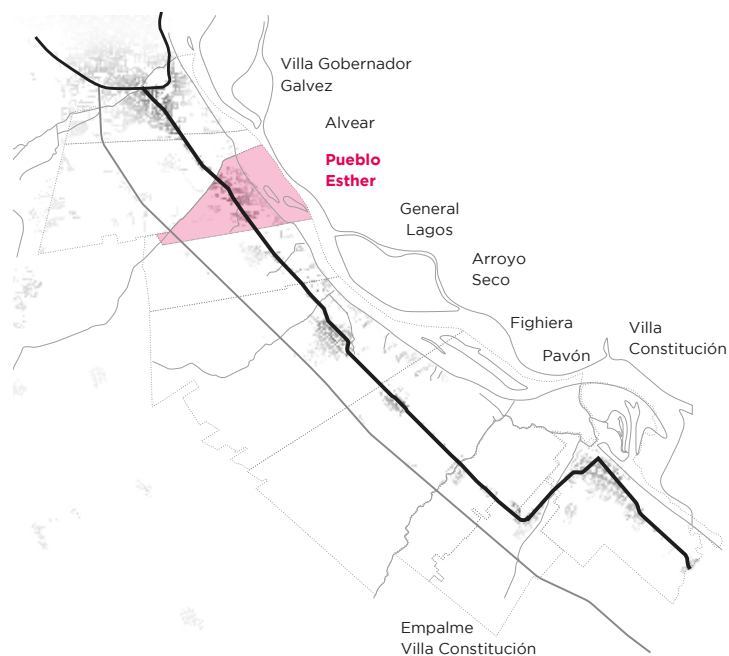 Villa Gobernador
Galvez
Alvear
Pueblo
Esther
General
Lagos
Arroyo
Seco
Fighiera
Villa
Constitución
Pavón
Empalme
Villa Constitución